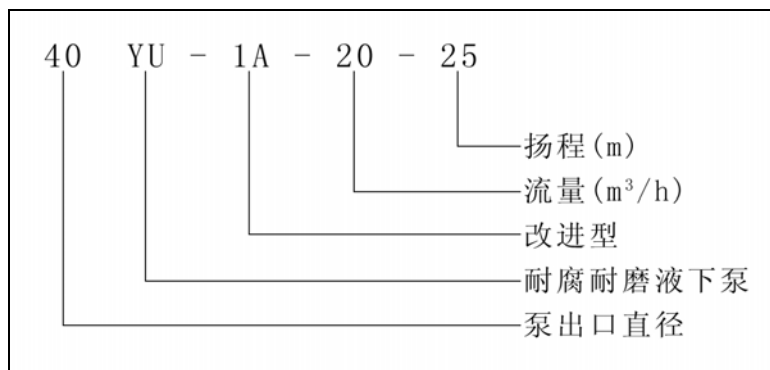 40 YU - 1A - 20 - 25
扬程(m)
流量(m³/h)
改进型
耐腐耐磨液下泵
泵出口直径